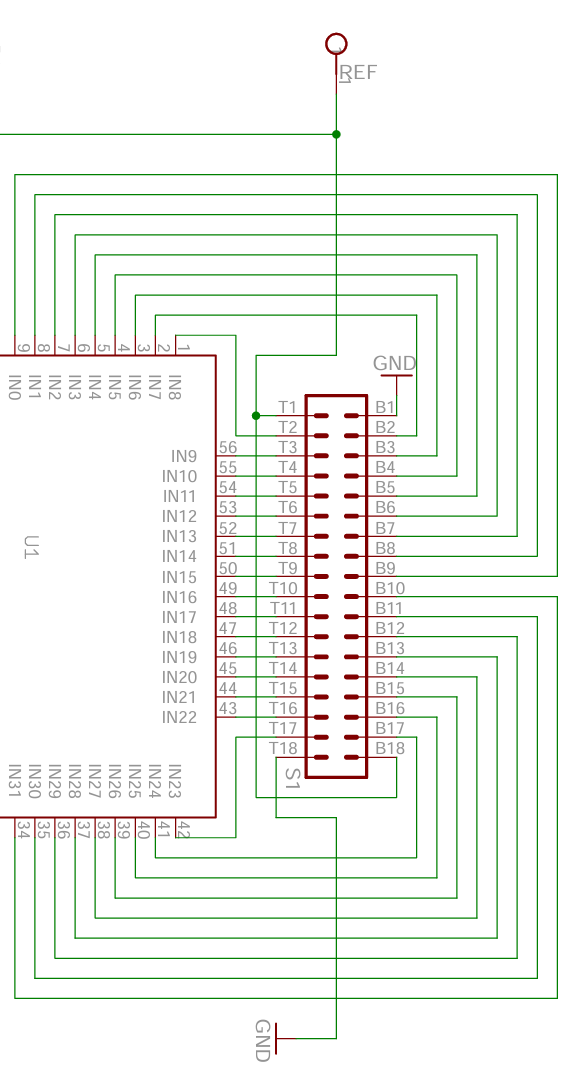 1
REF
9
8
7
6
5
4
3
2
1
IN0
IN1
IN2
IN3
IN4
IN5
IN6
IN7
IN8
GND
T1
B1
T2
B2
56
IN9
T3
B3
55
IN10
T4
B4
54
IN11
T5
B5
53
IN12
T6
B6
52
IN13
T7
B7
51
IN14
T8
B8
U1
50
IN15
T9
B9
49
IN16
T10
B10
48
IN17
T11
B11
47
IN18
T12
B12
46
IN19
T13
B13
45
IN20
T14
B14
44
IN21
T15
B15
43
IN22
T16
B16
T17
B17
T18
B18
S1
IN31
IN30
IN29
IN28
IN27
IN26
IN25
IN24
IN23
34
35
36
37
38
39
40
41
42
GND